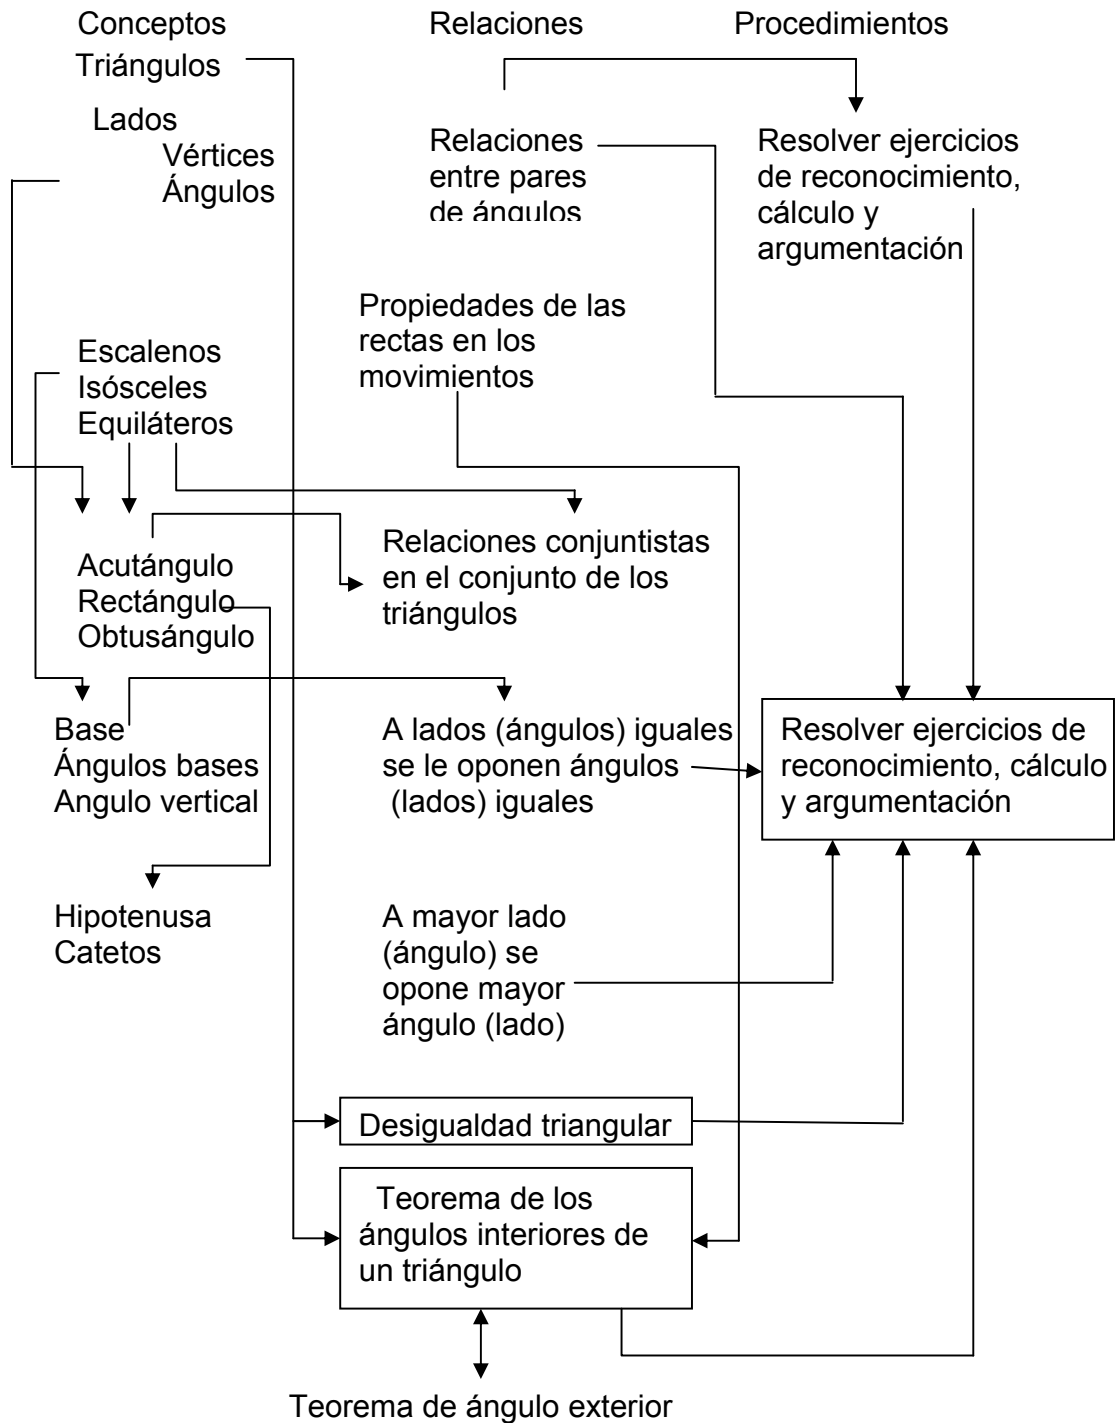 Conceptos
Relaciones
Procedimientos
Triángulos
Lados
Vértices
Ángulos
Relaciones
entre pares
de ángulos
Resolver ejercicios
de reconocimiento,
cálculo y
argumentación
Propiedades de las
rectas en los
movimientos
Escalenos
Isósceles
Equiláteros
Acutángulo
Rectángulo
Obtusángulo
Relaciones conjuntistas
en el conjunto de los
triángulos
Base
Ángulos bases
Angulo vertical
A lados (ángulos) iguales
se le oponen ángulos
(lados) iguales
Resolver ejercicios de
reconocimiento, cálculo
y argumentación
Hipotenusa
Catetos
A mayor lado
(ángulo) se
opone mayor
ángulo (lado)
Desigualdad triangular
Teorema de los
ángulos interiores de
un triángulo
Teorema de ángulo exterior